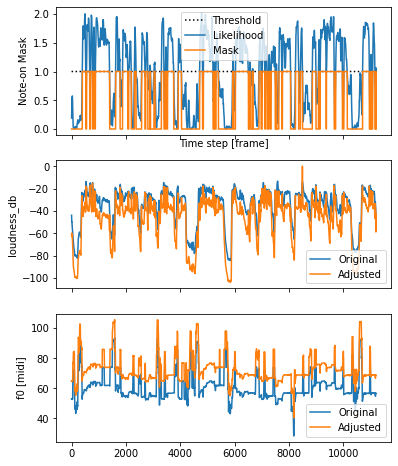 2.0
1.5
1.0
0.5
0.0
Note-on Mask
Threshold
Likelihood
Mask
Time step [frame]
0
−20
−40
−60
−80
−100
loudness_db
Original
Adjusted
100
80
60
40
f0 [midi]
Original
Adjusted
0 2000 4000 6000 8000 10000